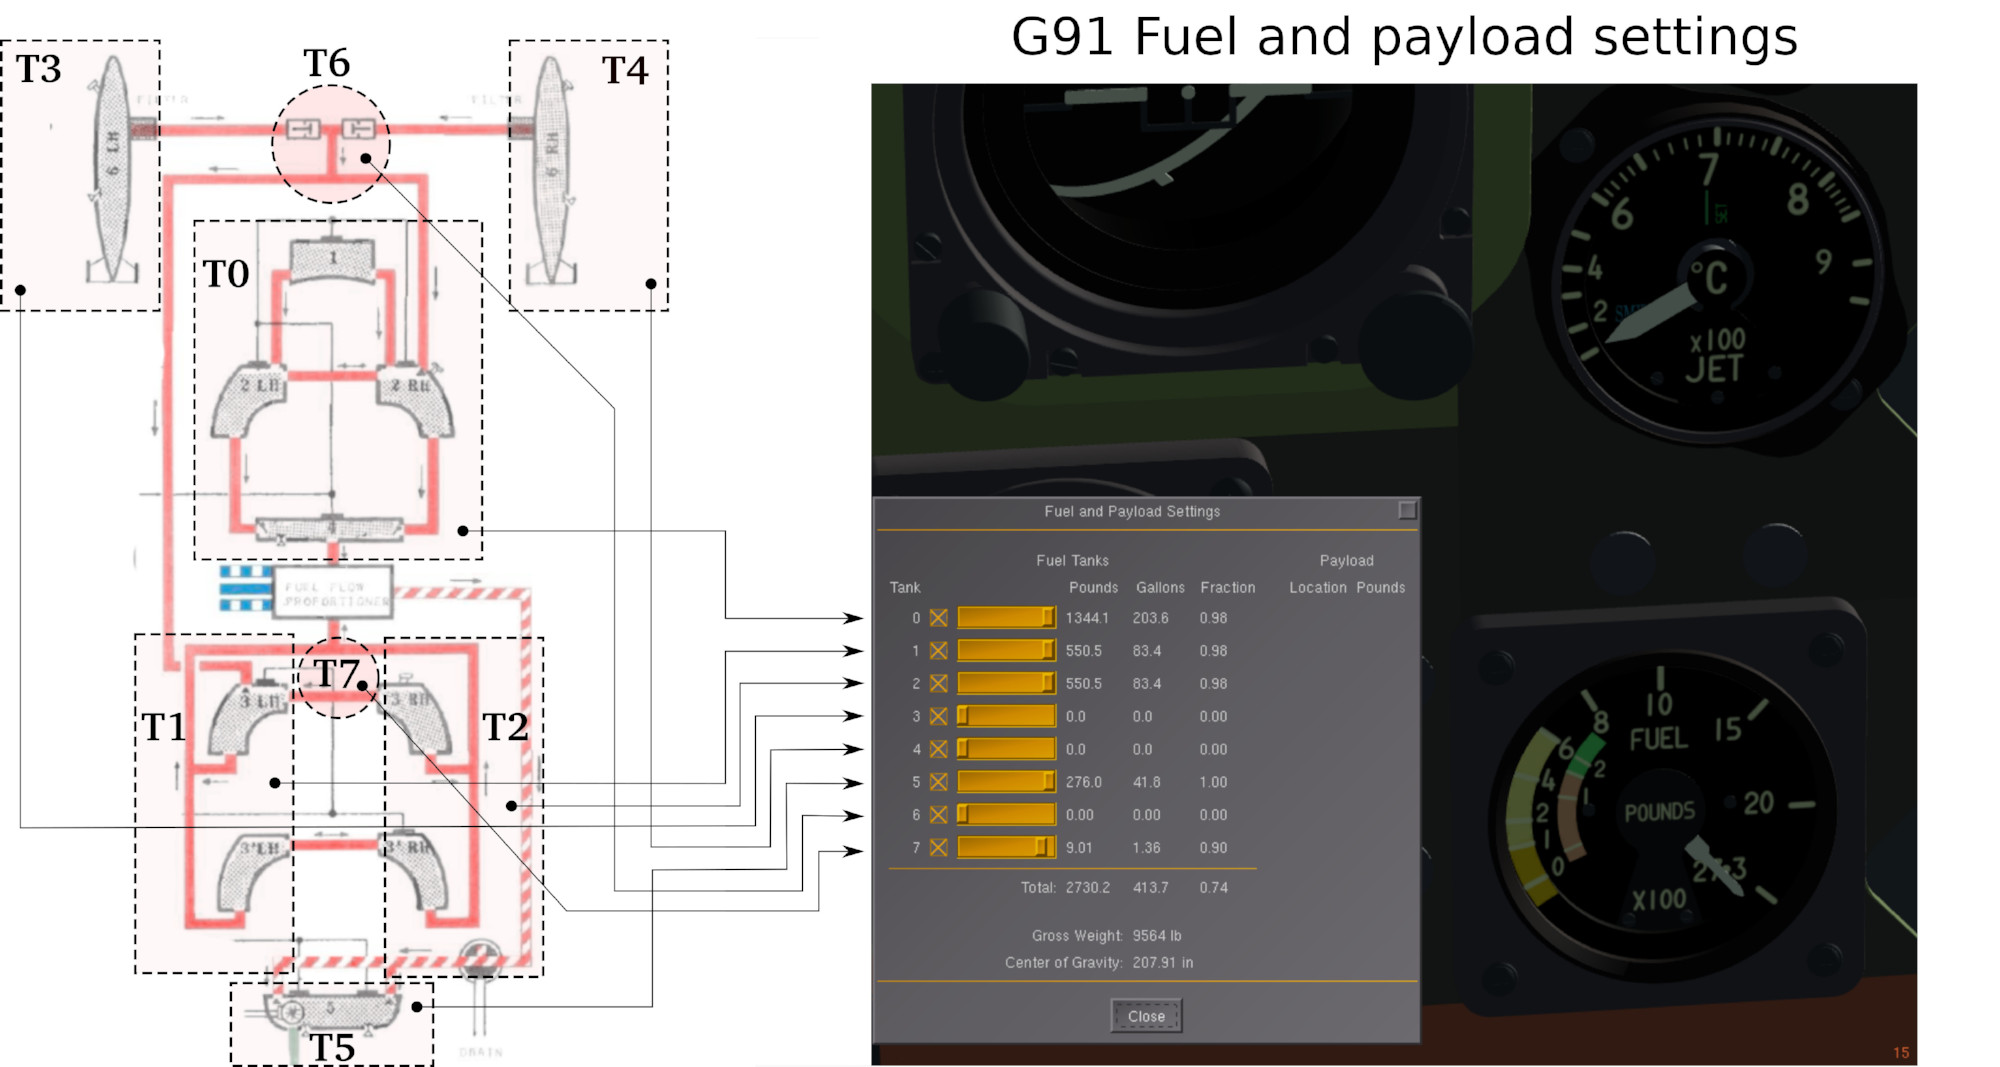 G91 Fuel and payload settings
T3
T6
T4
FILTER
FILTER
6 LH
6 RH
T0
1
2 LH
2 RH
4
FUEL FLOW
PROPORTIONER
T7
3 LH
3 RH
T1
T2
3'LH
3' RH
5
T5
DRAIN
7
6
8
4
9
2
°C
x100
JET
Fuel and Payload Settings
Fuel Tanks
Payload
Tank Pounds Gallons Fraction Location Pounds
0 1344.1 203.6 0.98
1 550.5 83.4 0.98
2 550.5 83.4 0.98
3 0.0 0.0 0.00
4 0.0 0.0 0.00
5 276.0 41.8 1.00
6 0.00 0.00 0.00
7 9.01 1.36 0.90
Total: 2730.2 413.7 0.74
Gross Weight: 9564 lb
Center of Gravity: 207.91 in
Close
10
8
15
FUEL
6
2
4
1
20
2
POUNDS
1
0
X100
15